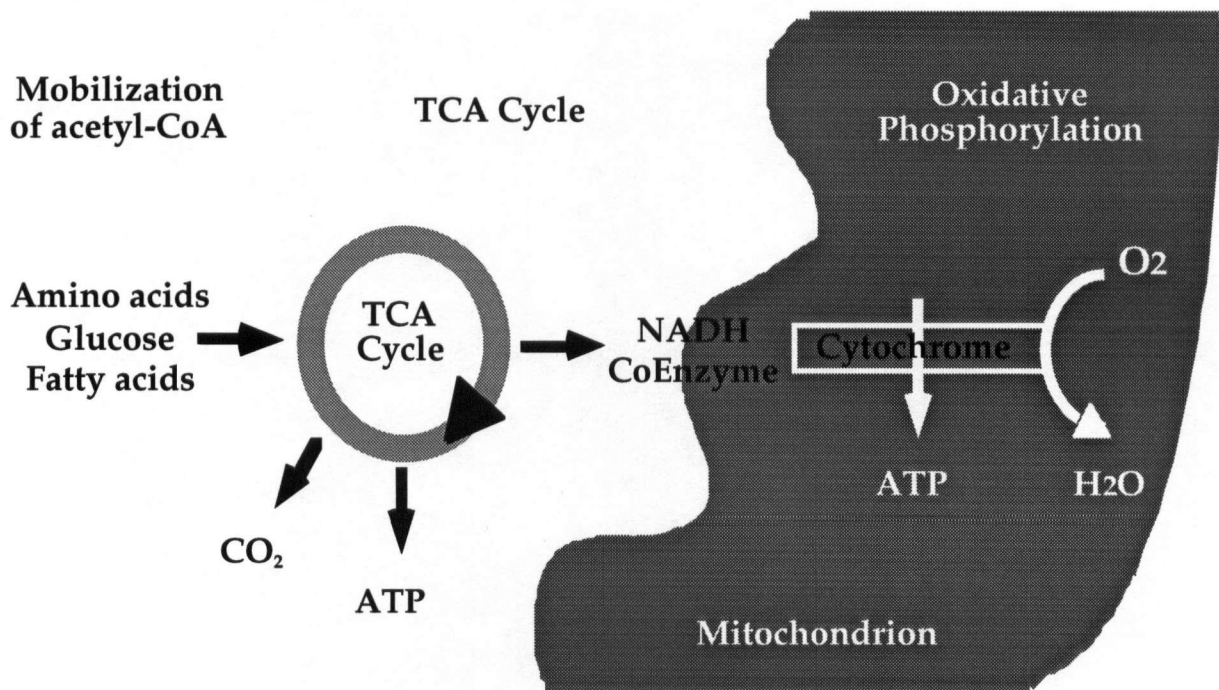 Mobilization
of acetyl-CoA
TCA Cycle
Oxidative
Phosphorylation
Amino acids
Glucose
Fatty acids
TCA
Cycle
NADH
CoEnzyme
Cytochrome
O2
ATP
H2O
CO₂
ATP
Mitochondrion